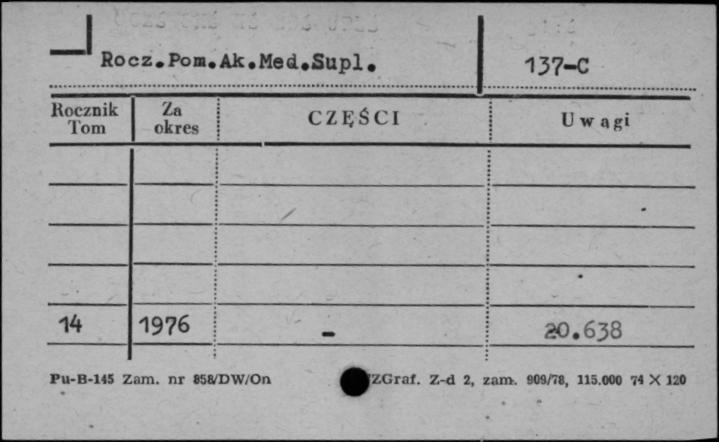 Rocz.Pom.Ak.Med.Supl. 137-C
Rocznik Tom Za okres CZĘŚCI Uwagi
14 1976 - 20.638
Pu-B-145 Zam. nr 858/DW/On ZGraf. Z-d 2, zam. 909/78, 115.000 74 X 120